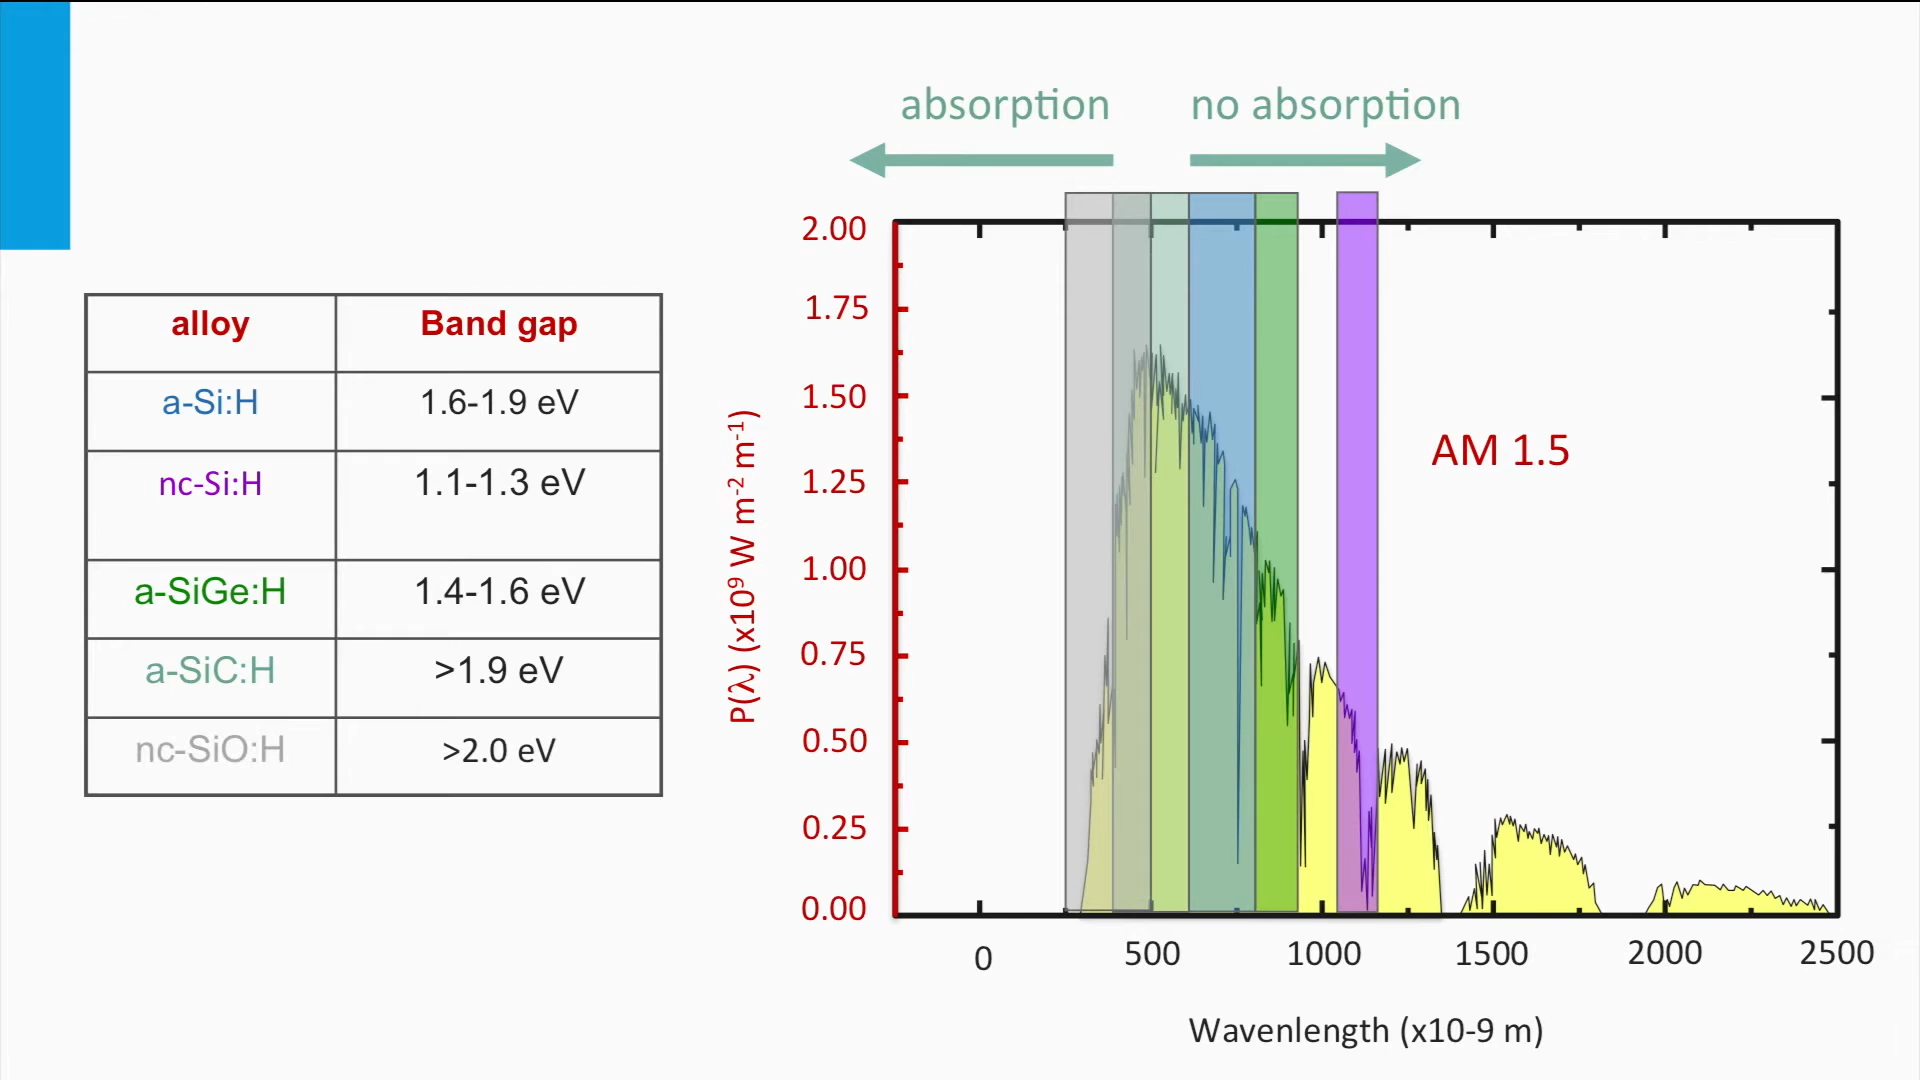 absorption
no absorption
alloy Band gap
a-Si:H 1.6-1.9 eV
nc-Si:H 1.1-1.3 eV
a-SiGe:H 1.4-1.6 eV
a-SiC:H >1.9 eV
nc-SiO:H >2.0 eV
P(λ) (x10⁹ W m⁻² m⁻¹)
2.00
1.75
1.50
1.25
1.00
0.75
0.50
0.25
0.00
AM 1.5
0 500 1000 1500 2000 2500
Wavenlength (x10-9 m)